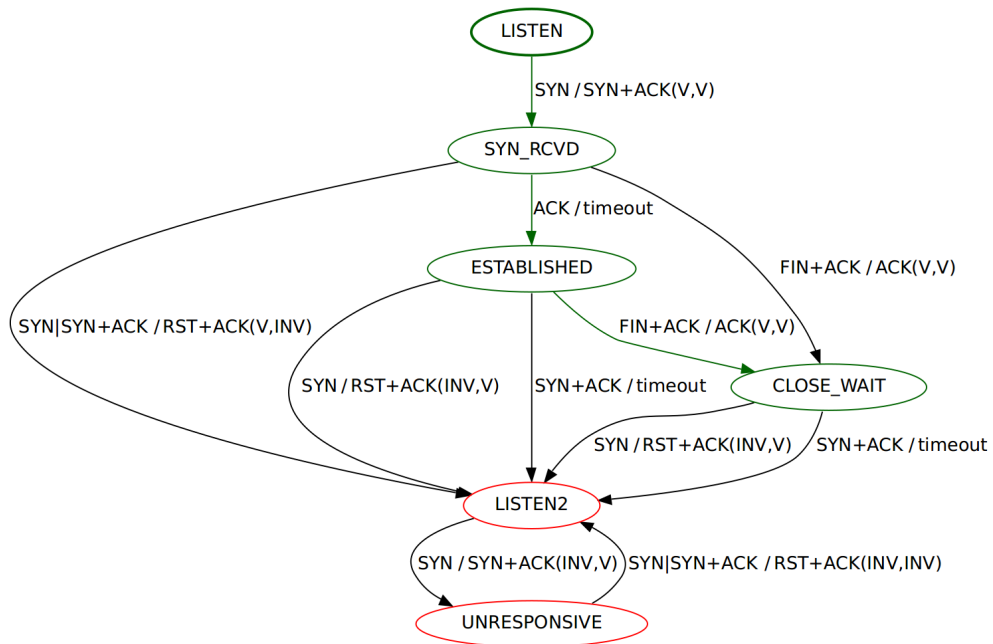 LISTEN
SYN / SYN+ACK(V,V)
SYN_RCVD
ACK / timeout
ESTABLISHED
FIN+ACK / ACK(V,V)
SYN|SYN+ACK / RST+ACK(V,INV)
FIN+ACK / ACK(V,V)
SYN / RST+ACK(INV,V)
SYN+ACK / timeout
CLOSE_WAIT
SYN / RST+ACK(INV,V)
SYN+ACK / timeout
LISTEN2
SYN / SYN+ACK(INV,V)
SYN|SYN+ACK / RST+ACK(INV,INV)
UNRESPONSIVE